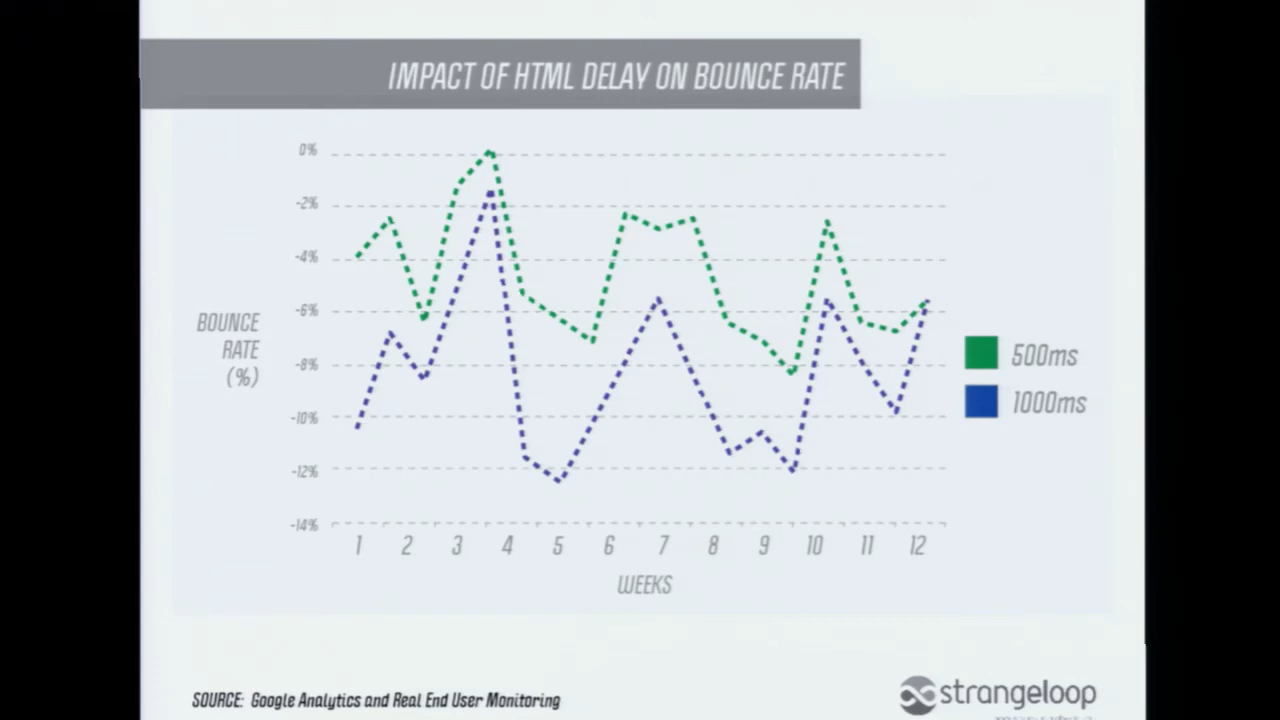 IMPACT OF HTML DELAY ON BOUNCE RATE
0%
-2%
-4%
-6%
-8%
-10%
-12%
-14%
BOUNCE
RATE
(%)
500ms
1000ms
1 2 3 4 5 6 7 8 9 10 11 12
WEEKS
SOURCE: Google Analytics and Real End User Monitoring
strangeloop